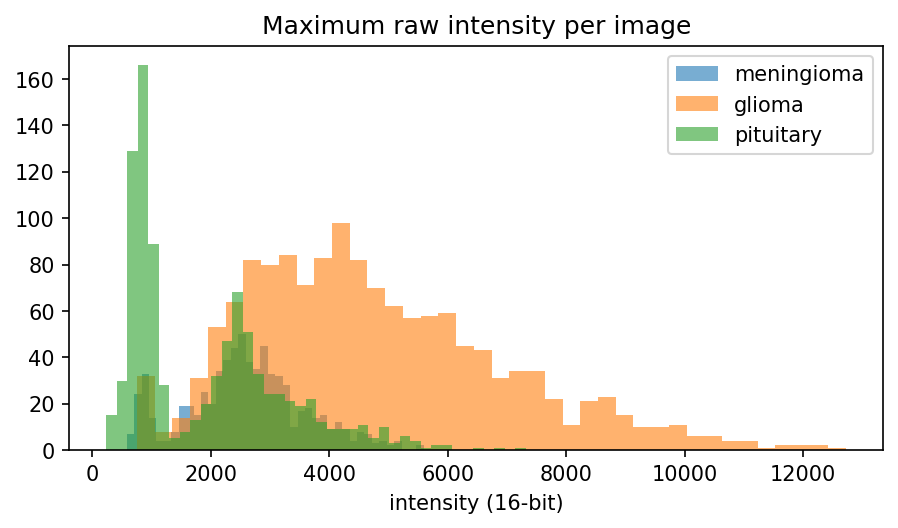 Maximum raw intensity per image
meningioma
glioma
pituitary
160
140
120
100
80
60
40
20
0
0 2000 4000 6000 8000 10000 12000
intensity (16-bit)